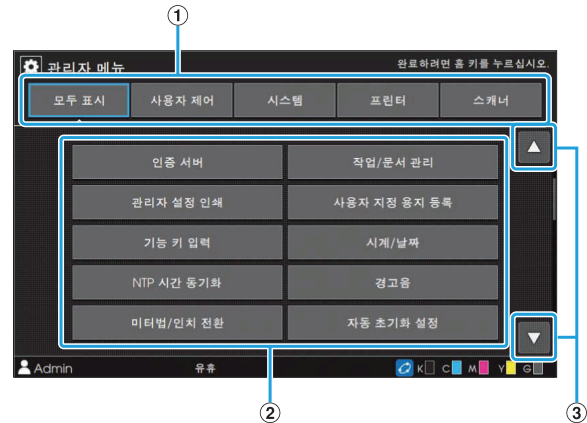 ①
관리자 메뉴
완료하려면 홈 키를 누르십시오.
모두 표시 사용자 제어 시스템 프린터 스캐너
인증 서버 작업/문서 관리
관리자 설정 인쇄 사용자 지정 용지 등록
기능 키 입력 시계/날짜
NTP 시간 동기화 경고음
미터법/인치 전환 자동 초기화 설정
Admin 유휴 K C M Y G
② ③